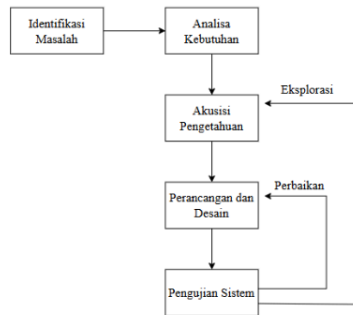 Identifikasi
Masalah
Analisa
Kebutuhan
Akusisi
Pengetahuan
Eksplorasi
Perancangan dan
Desain
Perbaikan
Pengujian Sistem